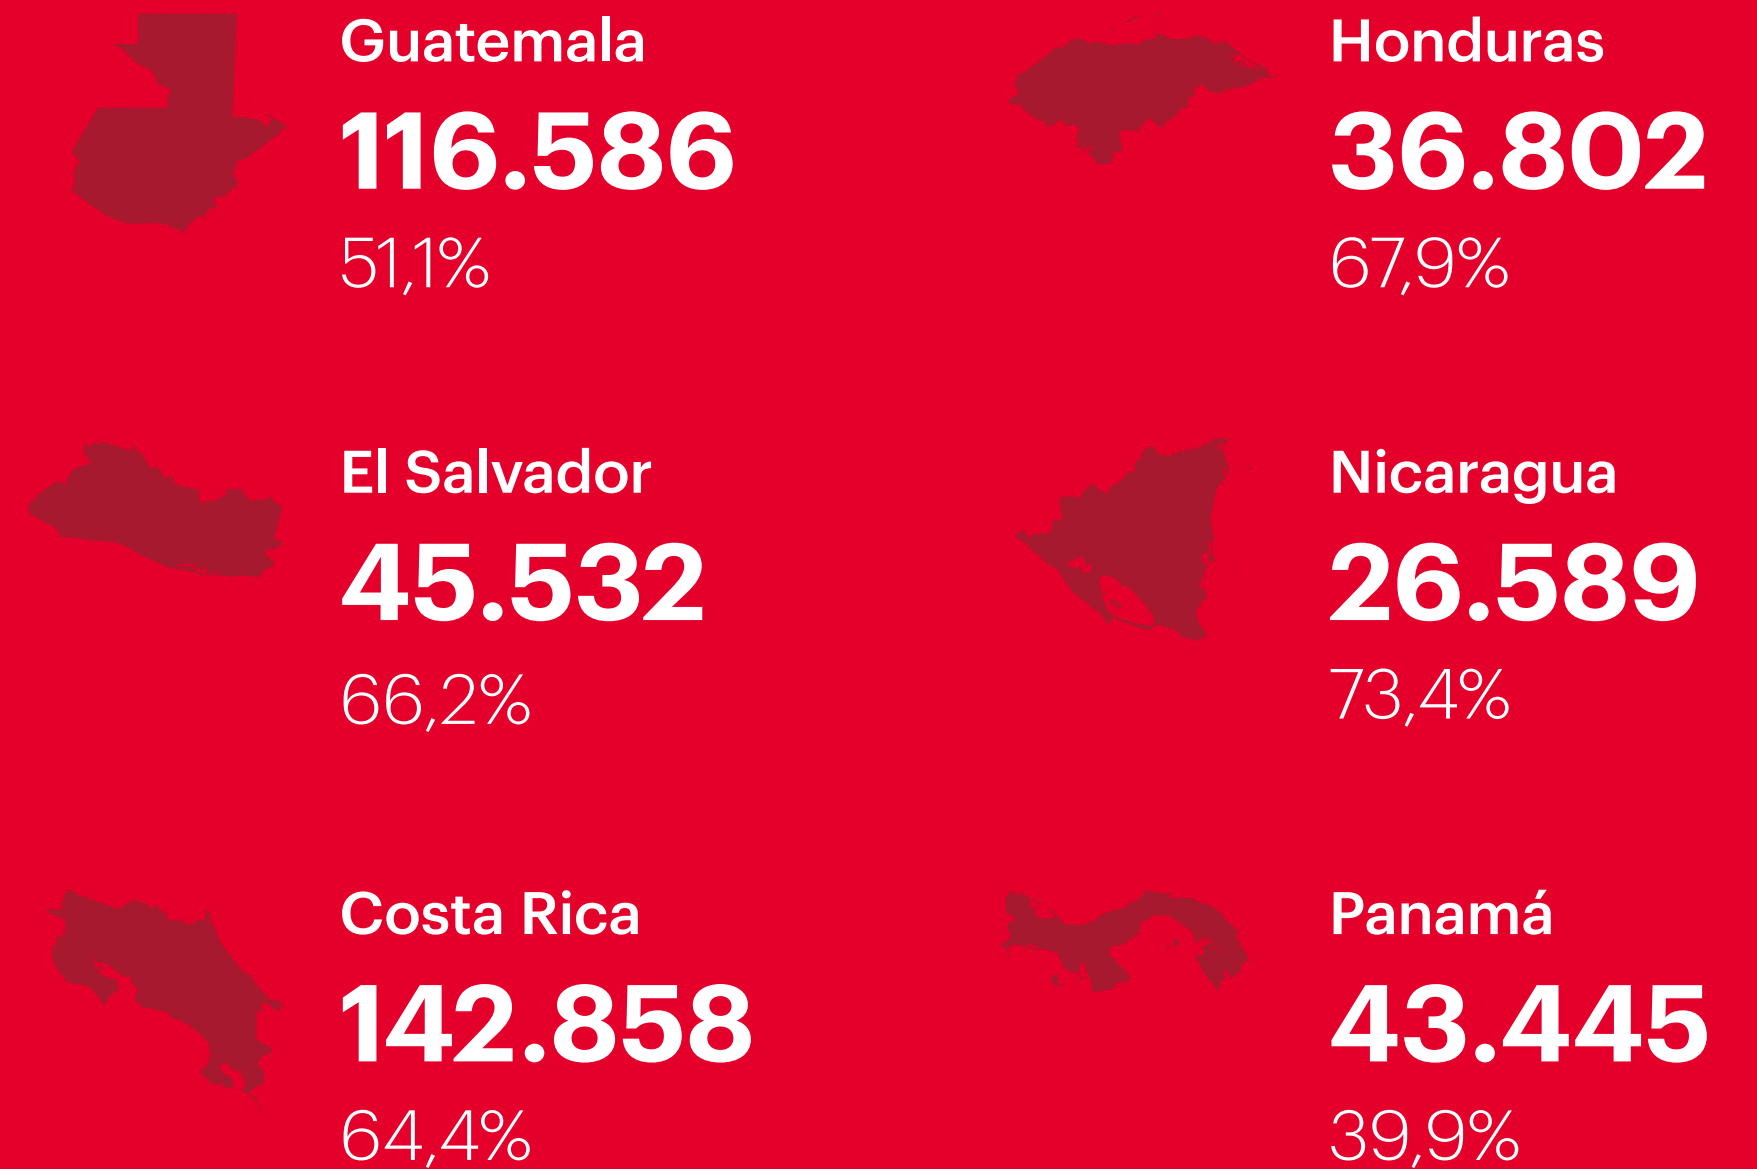 Guatemala
116.586
51,1%
Honduras
36.802
67,9%
El Salvador
45.532
66,2%
Nicaragua
26.589
73,4%
Costa Rica
142.858
64,4%
Panamá
43.445
39,9%